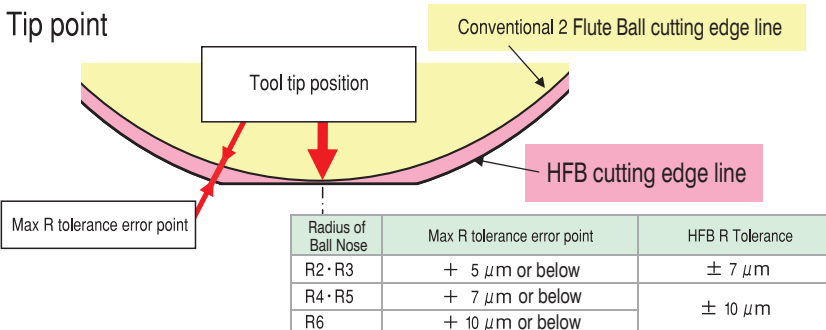 Tip point
Conventional 2 Flute Ball cutting edge line
Tool tip position
HFB cutting edge line
Max R tolerance error point
Radius of
Ball Nose
Max R tolerance error point
HFB R Tolerance
R2・R3
+ 5 μm or below
± 7 μm
R4・R5
+ 7 μm or below
± 10 μm
R6
+ 10 μm or below